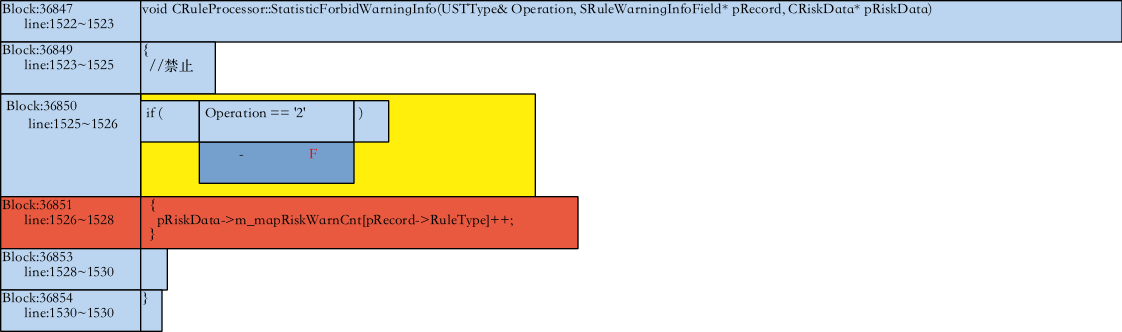 Block:36847
line:1522~1523
void CRuleProcessor::StatisticForbidWarningInfo(USTType& Operation, SRuleWarningInfoField* pRecord, CRiskData* pRiskData)
Block:36849
line:1523~1525
{
//禁止
Block:36850
line:1525~1526
if ( Operation == '2' )
- F
Block:36851
line:1526~1528
{
pRiskData->m_mapRiskWarnCnt[pRecord->RuleType]++;
}
Block:36853
line:1528~1530
Block:36854
line:1530~1530
}